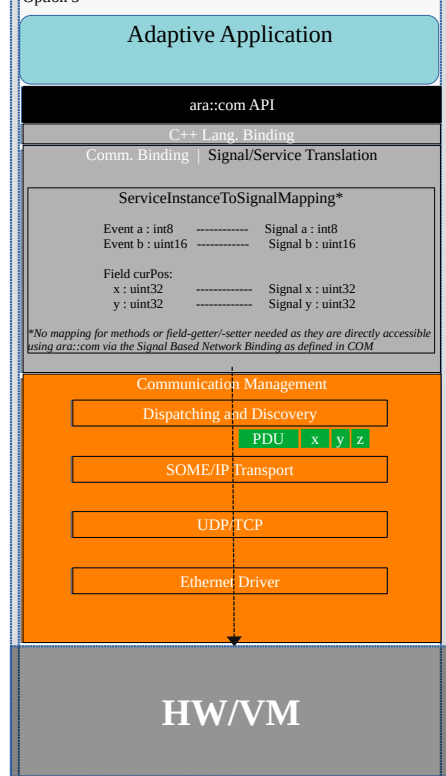 Adaptive Application
ara::com API
C++ Lang. Binding
Comm. Binding | Signal/Service Translation
ServiceInstanceToSignalMapping*
Event a : int8 ------------ Signal a : int8
Event b : uint16 ------------ Signal b : uint16
Field curPos:
x : uint32 ------------- Signal x : uint32
y : uint32 ------------- Signal y : uint32
*No mapping for methods or field-getter/-setter needed as they are directly accessible
using ara::com via the Signal Based Network Binding as defined in COM
Communication Management
Dispatching and Discovery
PDU x y z
SOME/IP Transport
UDP/TCP
Ethernet Driver
HW/VM